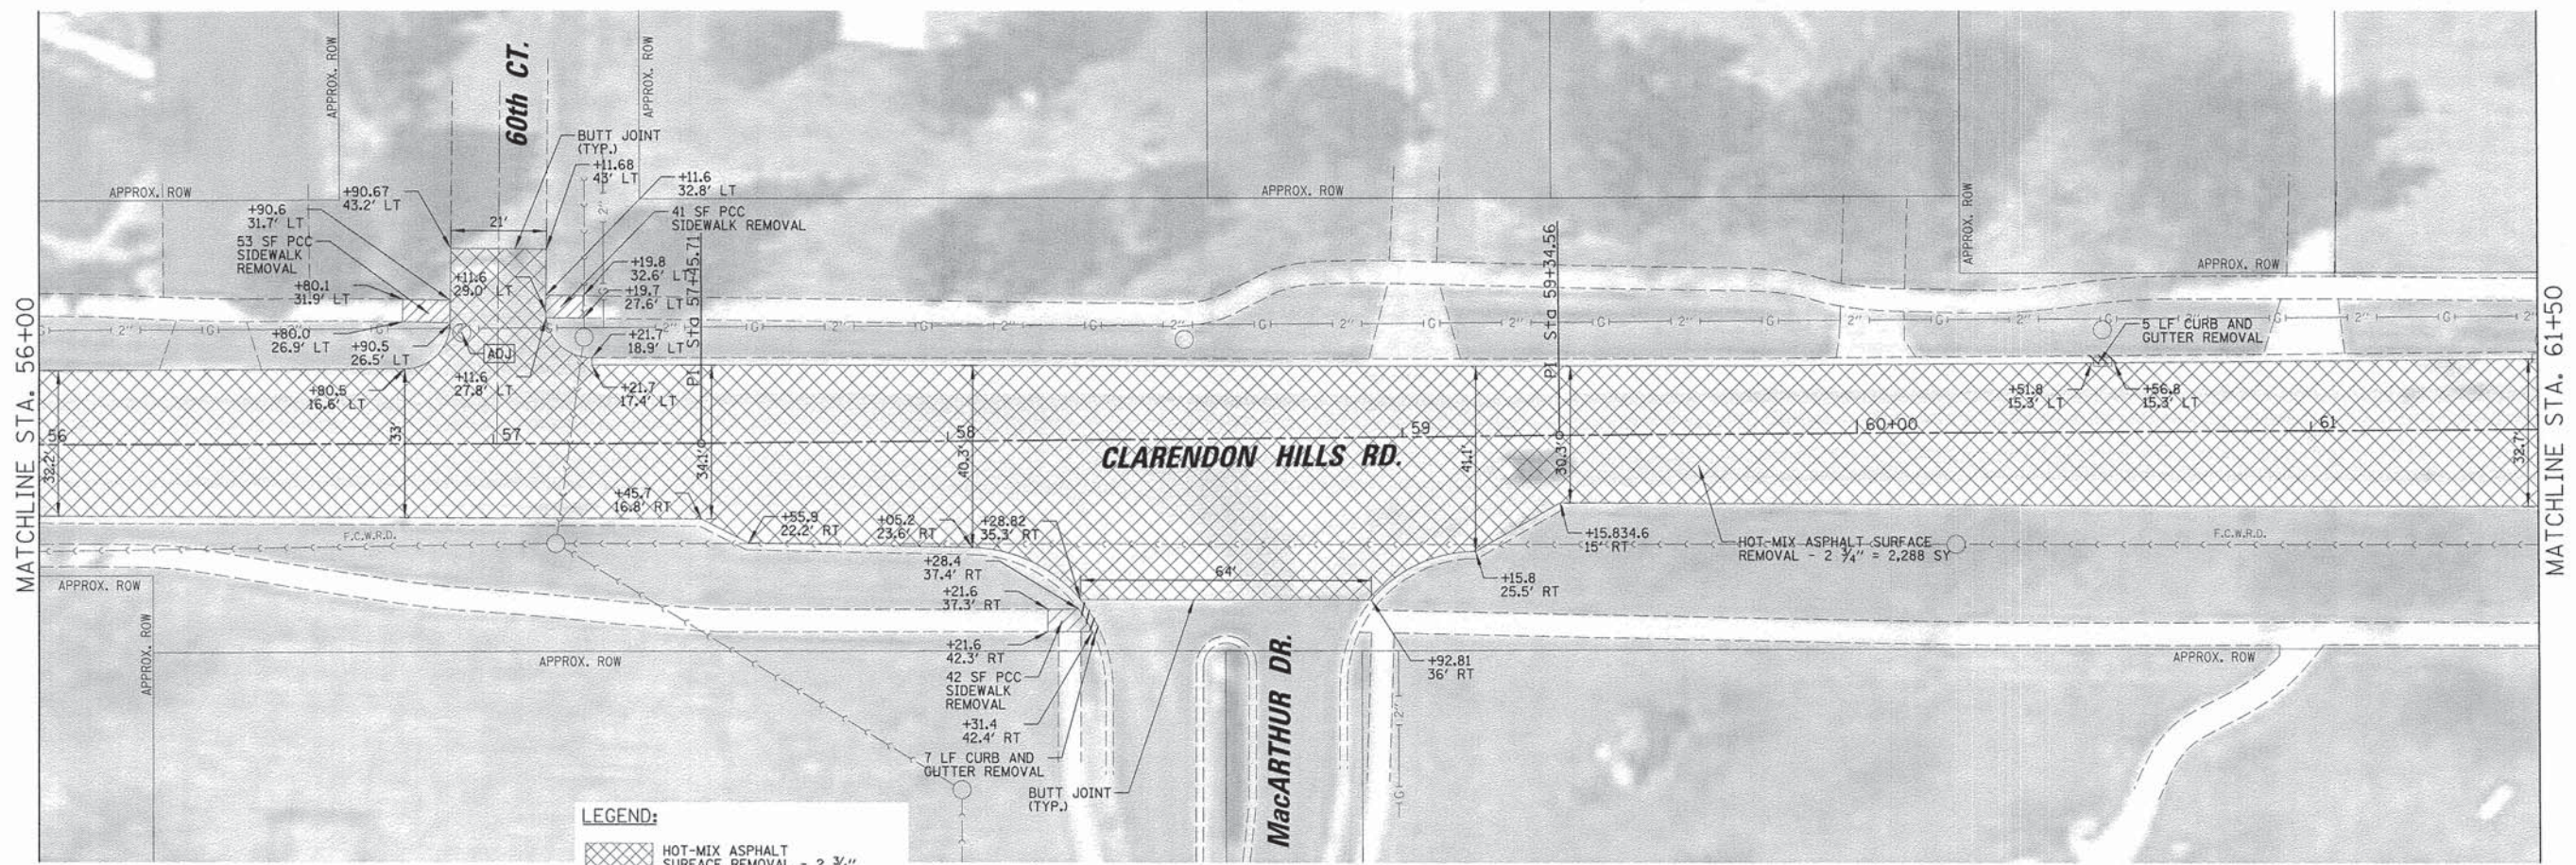 MATCHLINE STA. 56+00
MATCHLINE STA. 61+50
60th CT.
APPROX. ROW
APPROX. ROW
APPROX. ROW
APPROX. ROW
APPROX. ROW
APPROX. ROW
BUTT JOINT
(TYP.)
+11.68
43' LT
+90.67
43.2' LT
+90.6
31.7' LT
53 SF PCC
SIDEWALK
REMOVAL
+80.1
31.9' LT
21'
+11.6
32.8' LT
41 SF PCC
SIDEWALK REMOVAL
+19.8
32.6' LT
+19.7
27.6' LT
+11.6
29.0' LT
+80.0
26.9' LT
+90.5
26.5' LT
ADJ
+21.7
18.9' LT
+80.5
16.6' LT
+11.6
27.8' LT
+21.7
17.4' LT
PI Sta 57+45.71
PI Sta 59+34.56
5 LF CURB AND
GUTTER REMOVAL
+51.8
15.3' LT
+56.8
15.3' LT
56
57
58
59
60+00
61
32.2'
33'
34.1'
40.3'
41.1'
30.3'
32.7'
CLARENDON HILLS RD.
+45.7
16.8' RT
+55.9
22.2' RT
+05.2
23.6' RT
+28.82
35.3' RT
+28.4
37.4' RT
+21.6
37.3' RT
64'
+15.834.6
15' RT
+15.8
25.5' RT
HOT-MIX ASPHALT SURFACE
REMOVAL - 2 3/4" = 2,288 SY
F.C.W.R.D.
F.C.W.R.D.
APPROX. ROW
APPROX. ROW
APPROX. ROW
APPROX. ROW
+21.6
42.3' RT
42 SF PCC
SIDEWALK
REMOVAL
+31.4
42.4' RT
7 LF CURB AND
GUTTER REMOVAL
BUTT JOINT
(TYP.)
MacARTHUR DR.
+92.81
36' RT
LEGEND:
HOT-MIX ASPHALT
SURFACE REMOVAL - 2 3/4"